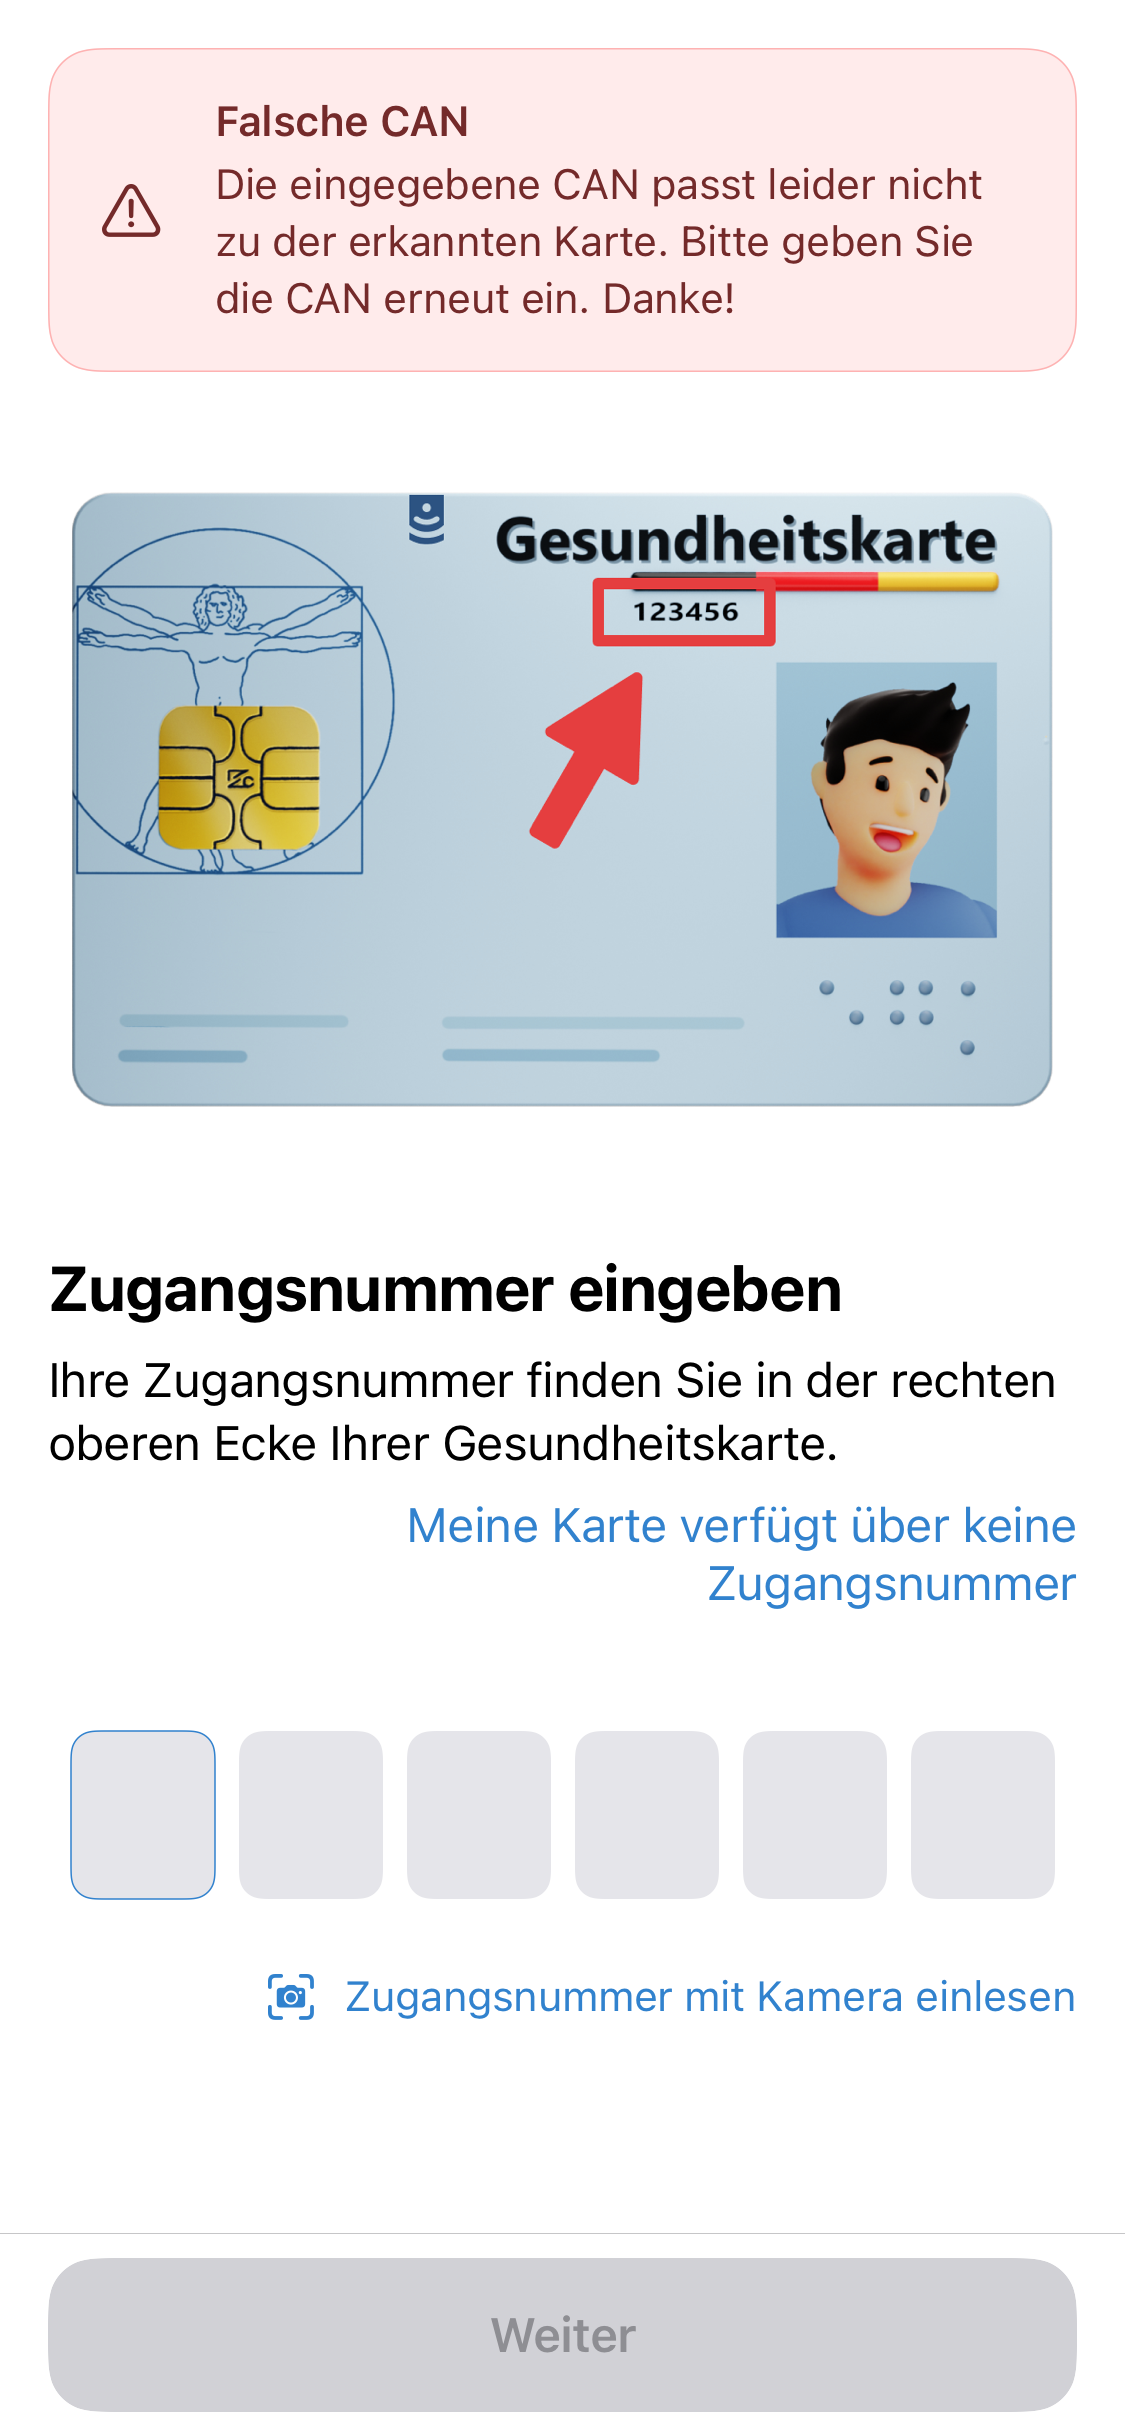 Falsche CAN
Die eingegebene CAN passt leider nicht
zu der erkannten Karte. Bitte geben Sie
die CAN erneut ein. Danke!
Gesundheitskarte
123456
Zugangsnummer eingeben
Ihre Zugangsnummer finden Sie in der rechten
oberen Ecke Ihrer Gesundheitskarte.
Meine Karte verfügt über keine
Zugangsnummer
Zugangsnummer mit Kamera einlesen
Weiter